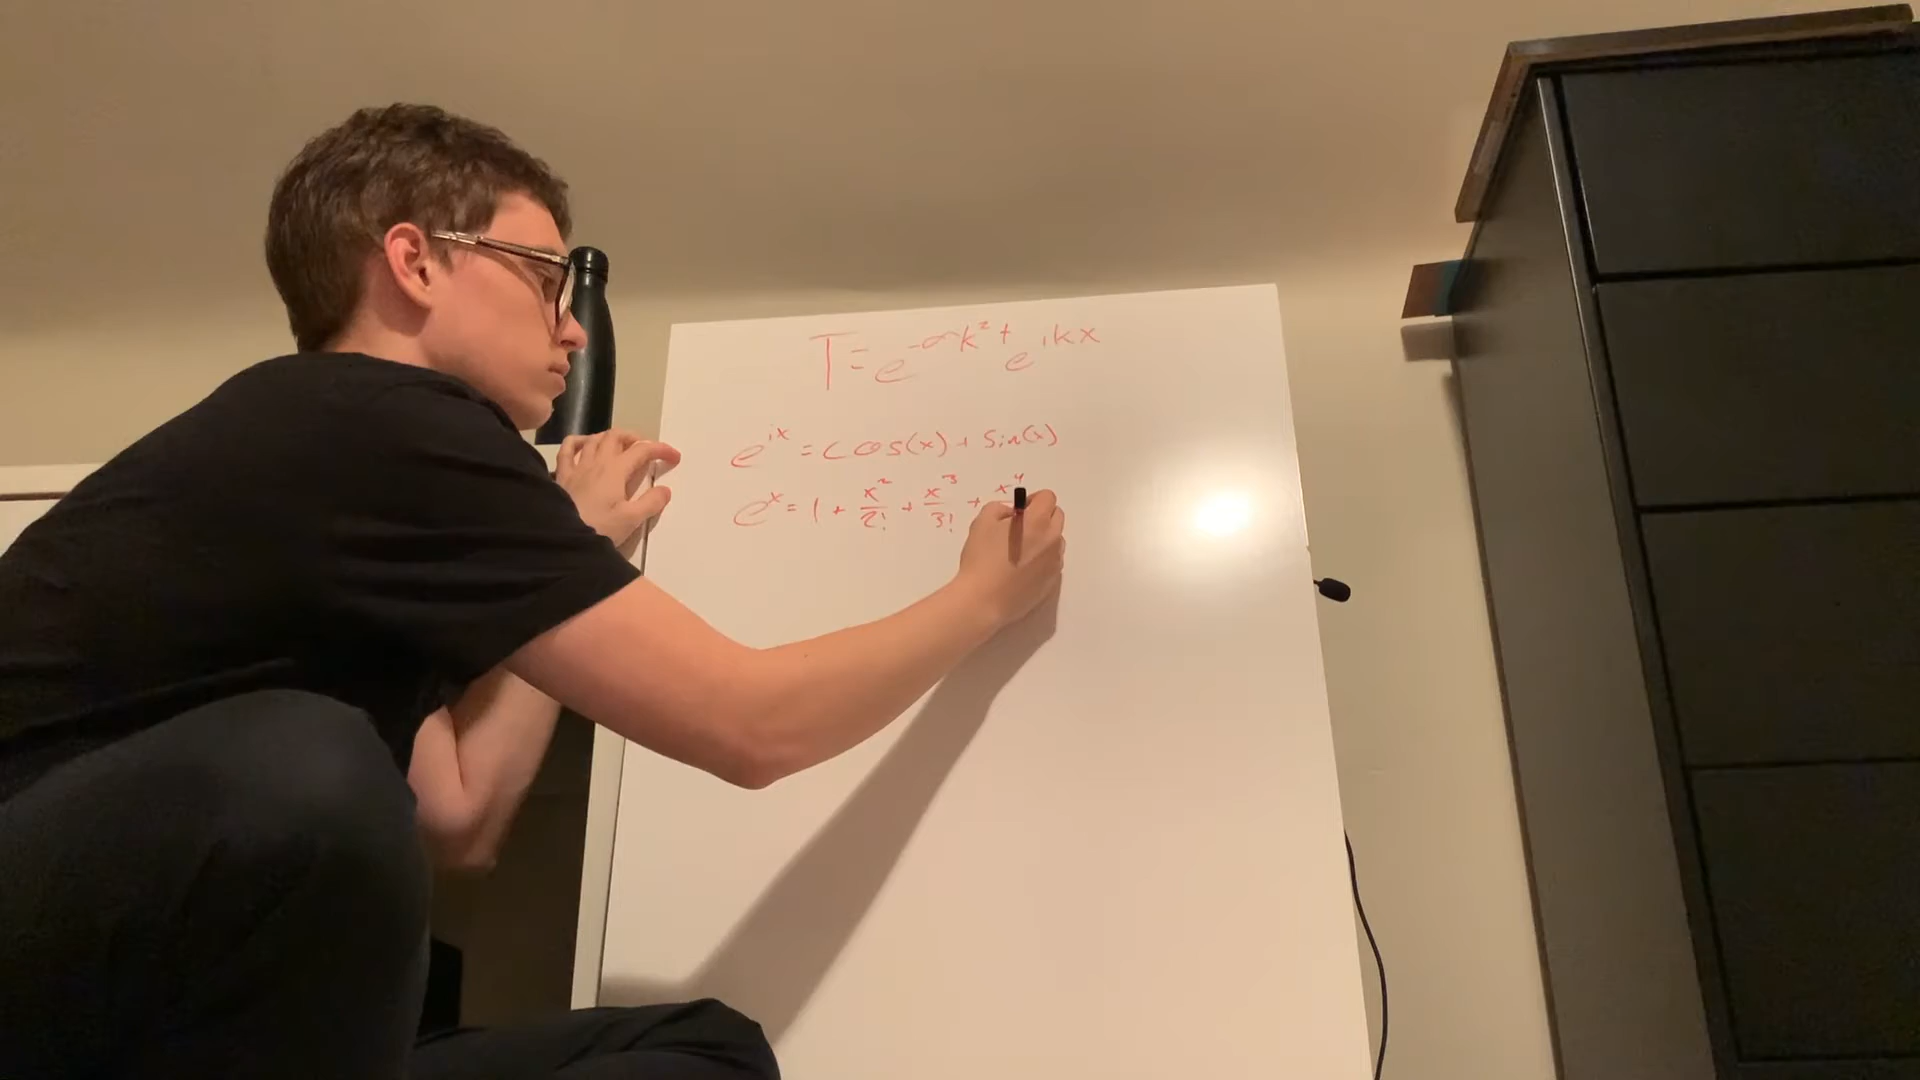 T = e^{-αk²t} e^{ikx}
e^{ix} = cos(x) + sin(x)
e^x = 1 + x²/2! + x³/3! + x⁴